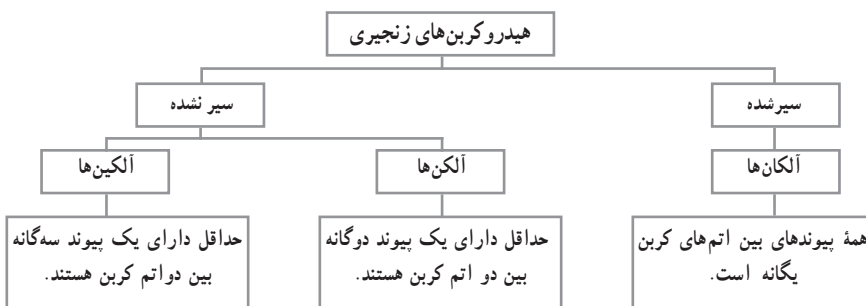 هیدروکربن‌های زنجیری
سیرشده
سیر نشده
آلکان‌ها
آلکن‌ها
آلکین‌ها
همهٔ پیوندهای بین اتم‌های کربن
یگانه است.
حداقل دارای یک پیوند دوگانه
بین دو اتم کربن هستند.
حداقل دارای یک پیوند سه‌گانه
بین دواتم کربن هستند.